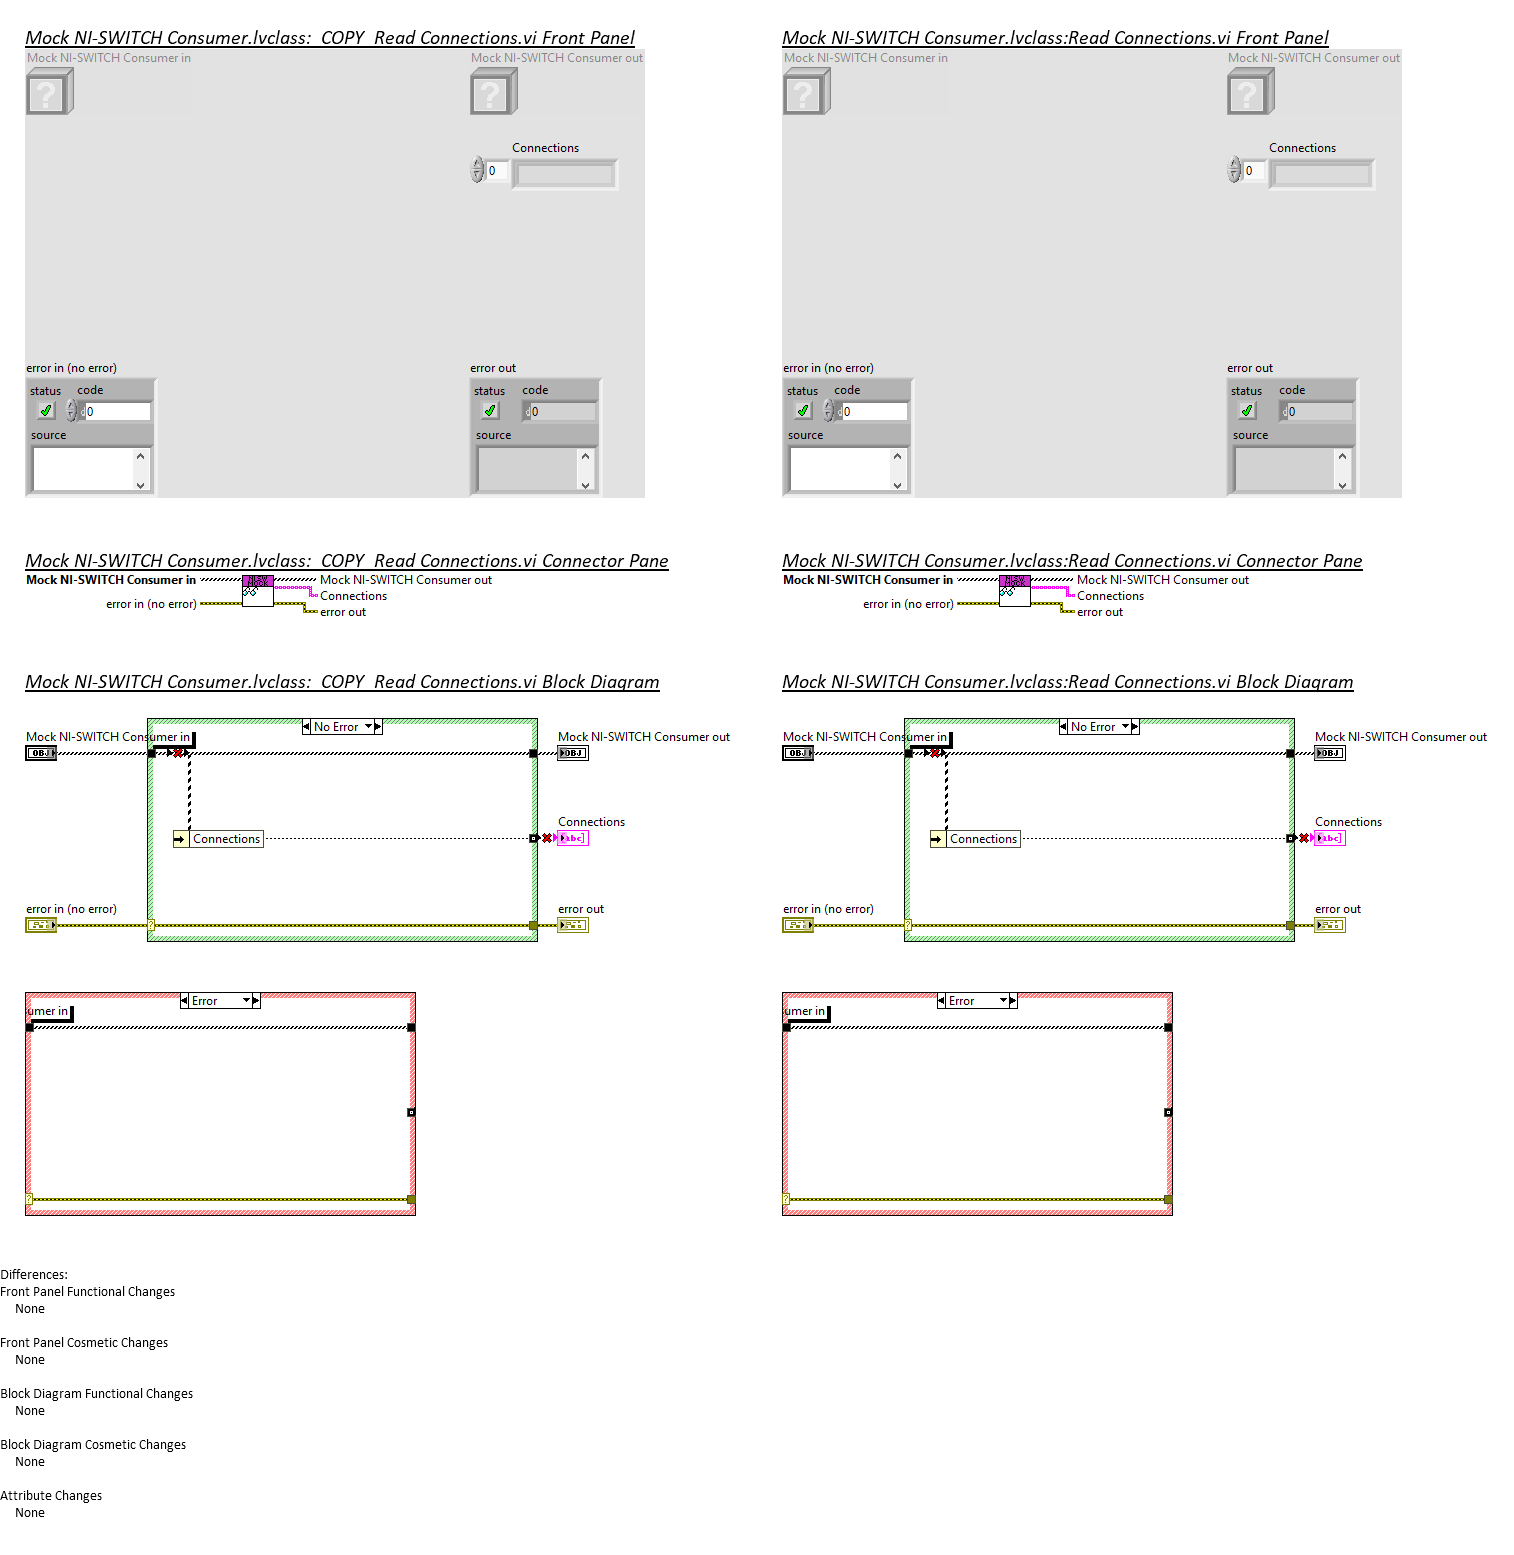 Mock NI-SWITCH Consumer.lvclass:_COPY_Read Connections.vi Front Panel
Mock NI-SWITCH Consumer.lvclass:Read Connections.vi Front Panel
Mock NI-SWITCH Consumer in
Mock NI-SWITCH Consumer out
Mock NI-SWITCH Consumer in
Mock NI-SWITCH Consumer out
?
?
?
?
Connections
Connections
0
0
error in (no error)
error out
error in (no error)
error out
status code
status code
status code
status code
d 0
d 0
d 0
d 0
source
source
source
source
Mock NI-SWITCH Consumer.lvclass:_COPY_Read Connections.vi Connector Pane
Mock NI-SWITCH Consumer.lvclass:Read Connections.vi Connector Pane
Mock NI-SWITCH Consumer in
Mock NI-SWITCH Consumer out
Mock NI-SWITCH Consumer in
Mock NI-SWITCH Consumer out
Connections
Connections
error in (no error)
error out
error in (no error)
error out
Mock NI-SWITCH Consumer.lvclass:_COPY_Read Connections.vi Block Diagram
Mock NI-SWITCH Consumer.lvclass:Read Connections.vi Block Diagram
No Error
No Error
Mock NI-SWITCH Consumer in
Mock NI-SWITCH Consumer out
Mock NI-SWITCH Consumer in
Mock NI-SWITCH Consumer out
OBJ
OBJ
OBJ
OBJ
Connections
Connections
Connections
abc
Connections
abc
error in (no error)
error out
error in (no error)
error out
?
?
Error
Error
umer in
umer in
?
?
Differences:
Front Panel Functional Changes
None
Front Panel Cosmetic Changes
None
Block Diagram Functional Changes
None
Block Diagram Cosmetic Changes
None
Attribute Changes
None